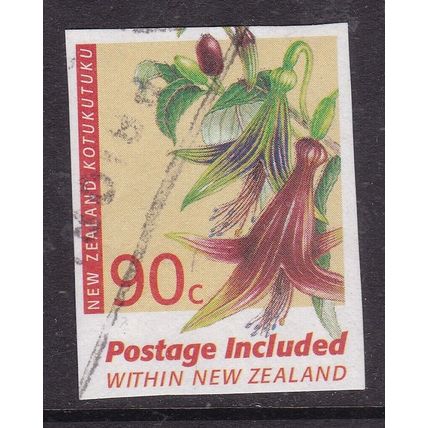 NEW ZEALAND KOTUKUTUKU
90c
Postage Included
WITHIN NEW ZEALAND